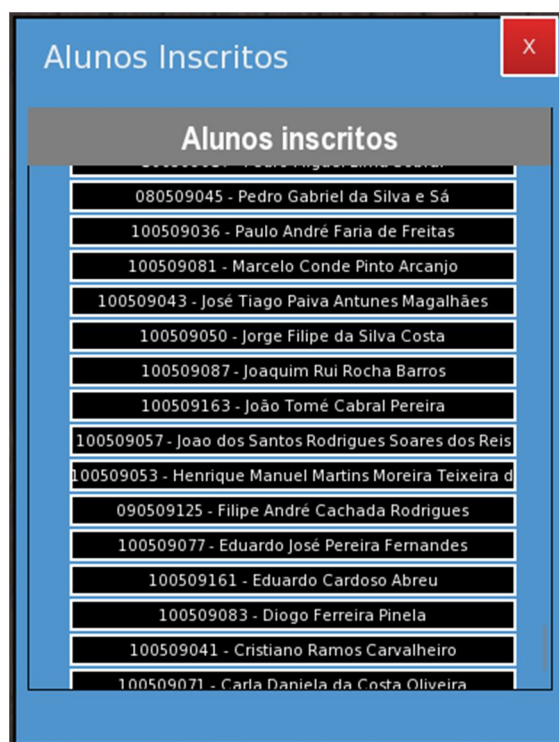 Alunos Inscritos
X
Alunos inscritos
080509045 - Pedro Gabriel da Silva e Sá
100509036 - Paulo André Faria de Freitas
100509081 - Marcelo Conde Pinto Arcanjo
100509043 - José Tiago Paiva Antunes Magalhães
100509050 - Jorge Filipe da Silva Costa
100509087 - Joaquim Rui Rocha Barros
100509163 - João Tomé Cabral Pereira
100509057 - Joao dos Santos Rodrigues Soares dos Reis
100509053 - Henrique Manuel Martins Moreira Teixeira d
090509125 - Filipe André Cachada Rodrigues
100509077 - Eduardo José Pereira Fernandes
100509161 - Eduardo Cardoso Abreu
100509083 - Diogo Ferreira Pinela
100509041 - Cristiano Ramos Carvalheiro
100509071 - Carla Daniela da Costa Oliveira